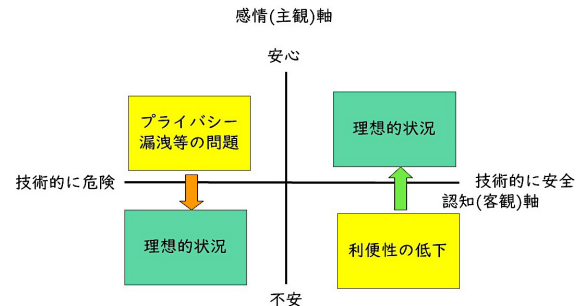 感情(主観)軸
安心
プライバシー
漏洩等の問題
理想的状況
技術的に危険
技術的に安全
認知(客観)軸
理想的状況
利便性の低下
不安